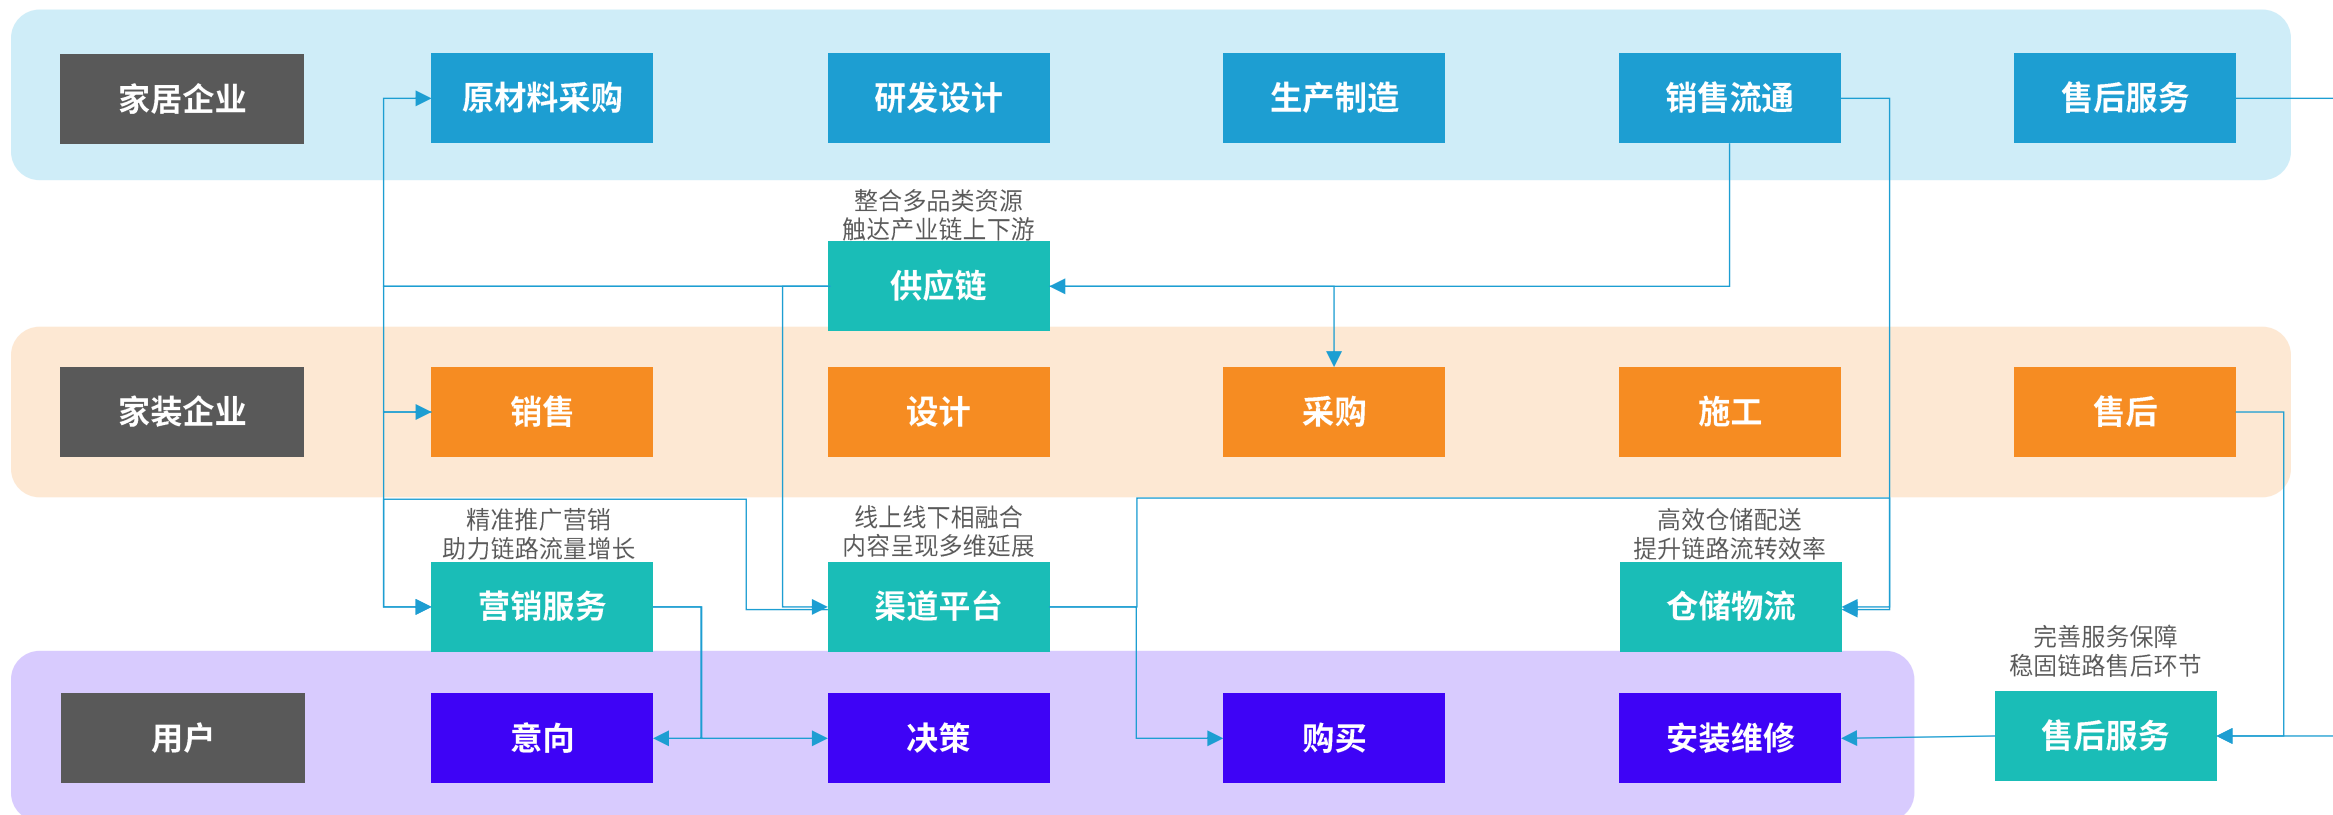 家居企业
原材料采购
研发设计
生产制造
销售流通
售后服务
整合多品类资源
触达产业链上下游
供应链
家装企业
销售
设计
采购
施工
售后
精准推广营销
助力链路流量增长
营销服务
线上线下相融合
内容呈现多维延展
渠道平台
高效仓储配送
提升链路流转效率
仓储物流
完善服务保障
稳固链路售后环节
售后服务
用户
意向
决策
购买
安装维修